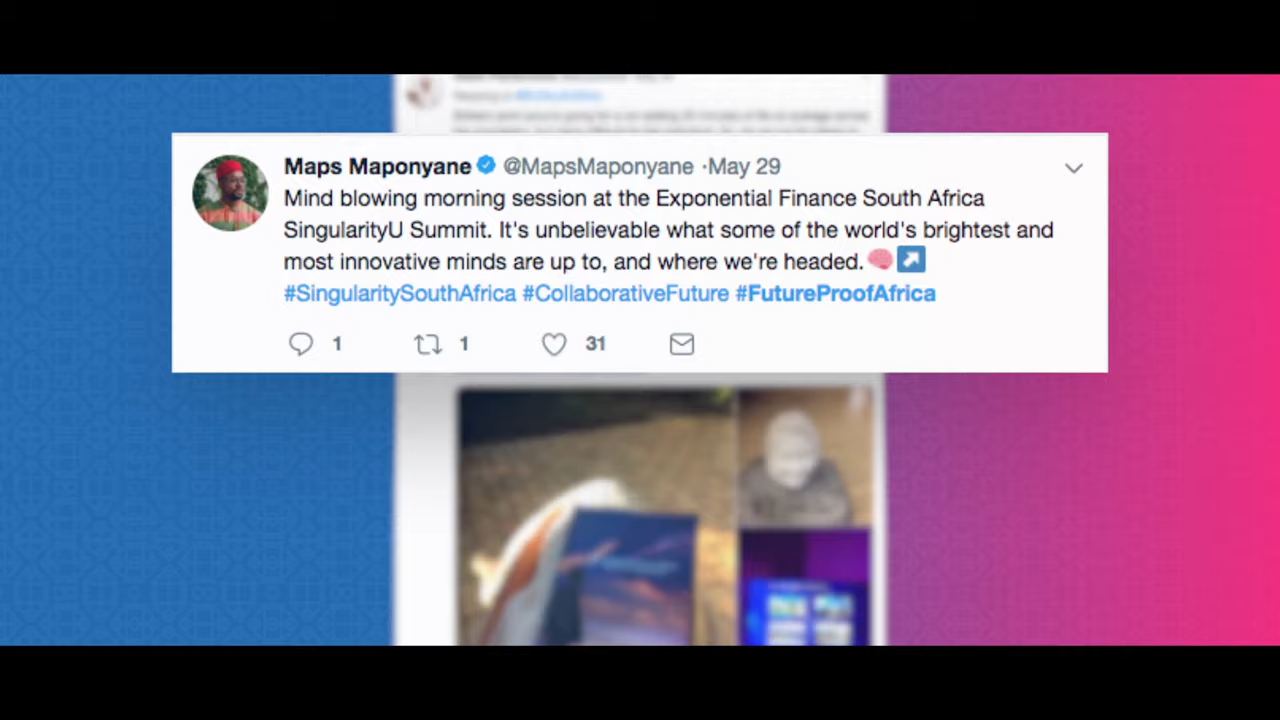 Maps Maponyane @MapsMaponyane ·May 29
Mind blowing morning session at the Exponential Finance South Africa
SingularityU Summit. It's unbelievable what some of the world's brightest and
most innovative minds are up to, and where we're headed.🧠↗️
#SingularitySouthAfrica #CollaborativeFuture #FutureProofAfrica
1 1 31